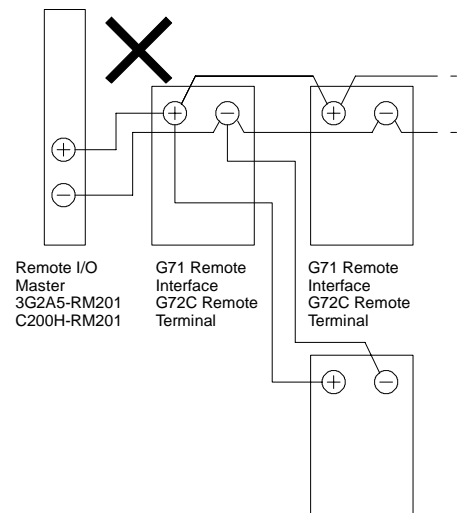 +
−
+
−
+
−
Remote I/O
Master
3G2A5-RM201
C200H-RM201
G71 Remote
Interface
G72C Remote
Terminal
G71 Remote
Interface
G72C Remote
Terminal
+
−